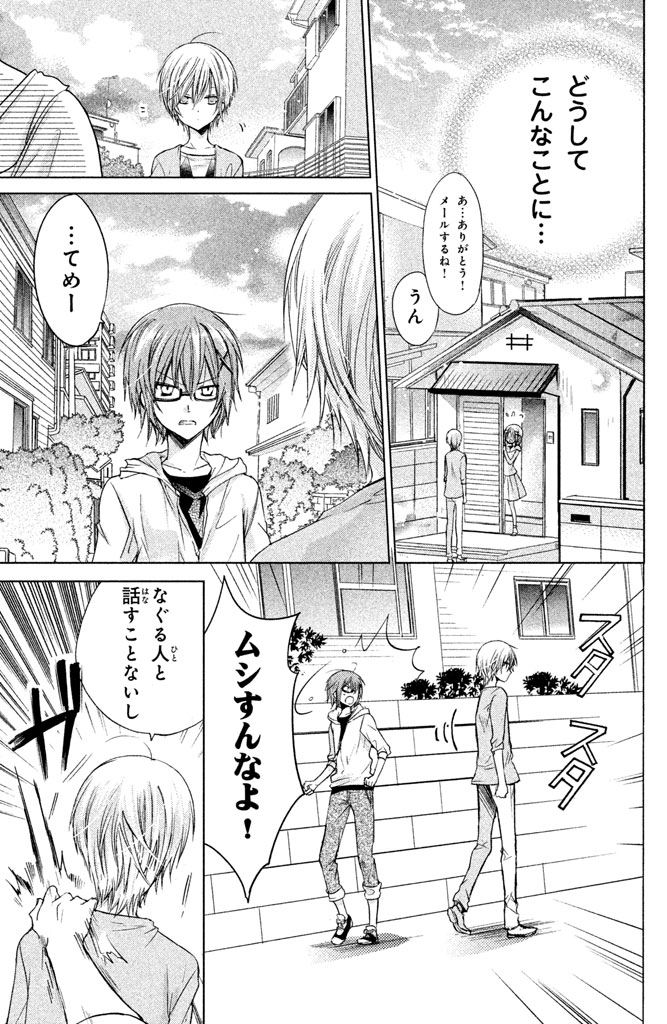 どうして
こんなことに…
あ…ありがとう！
メールするね！
うん
…てめー
スタ
スタ
ムシすんなよ！
なぐる人と
話すことないし
ガッ